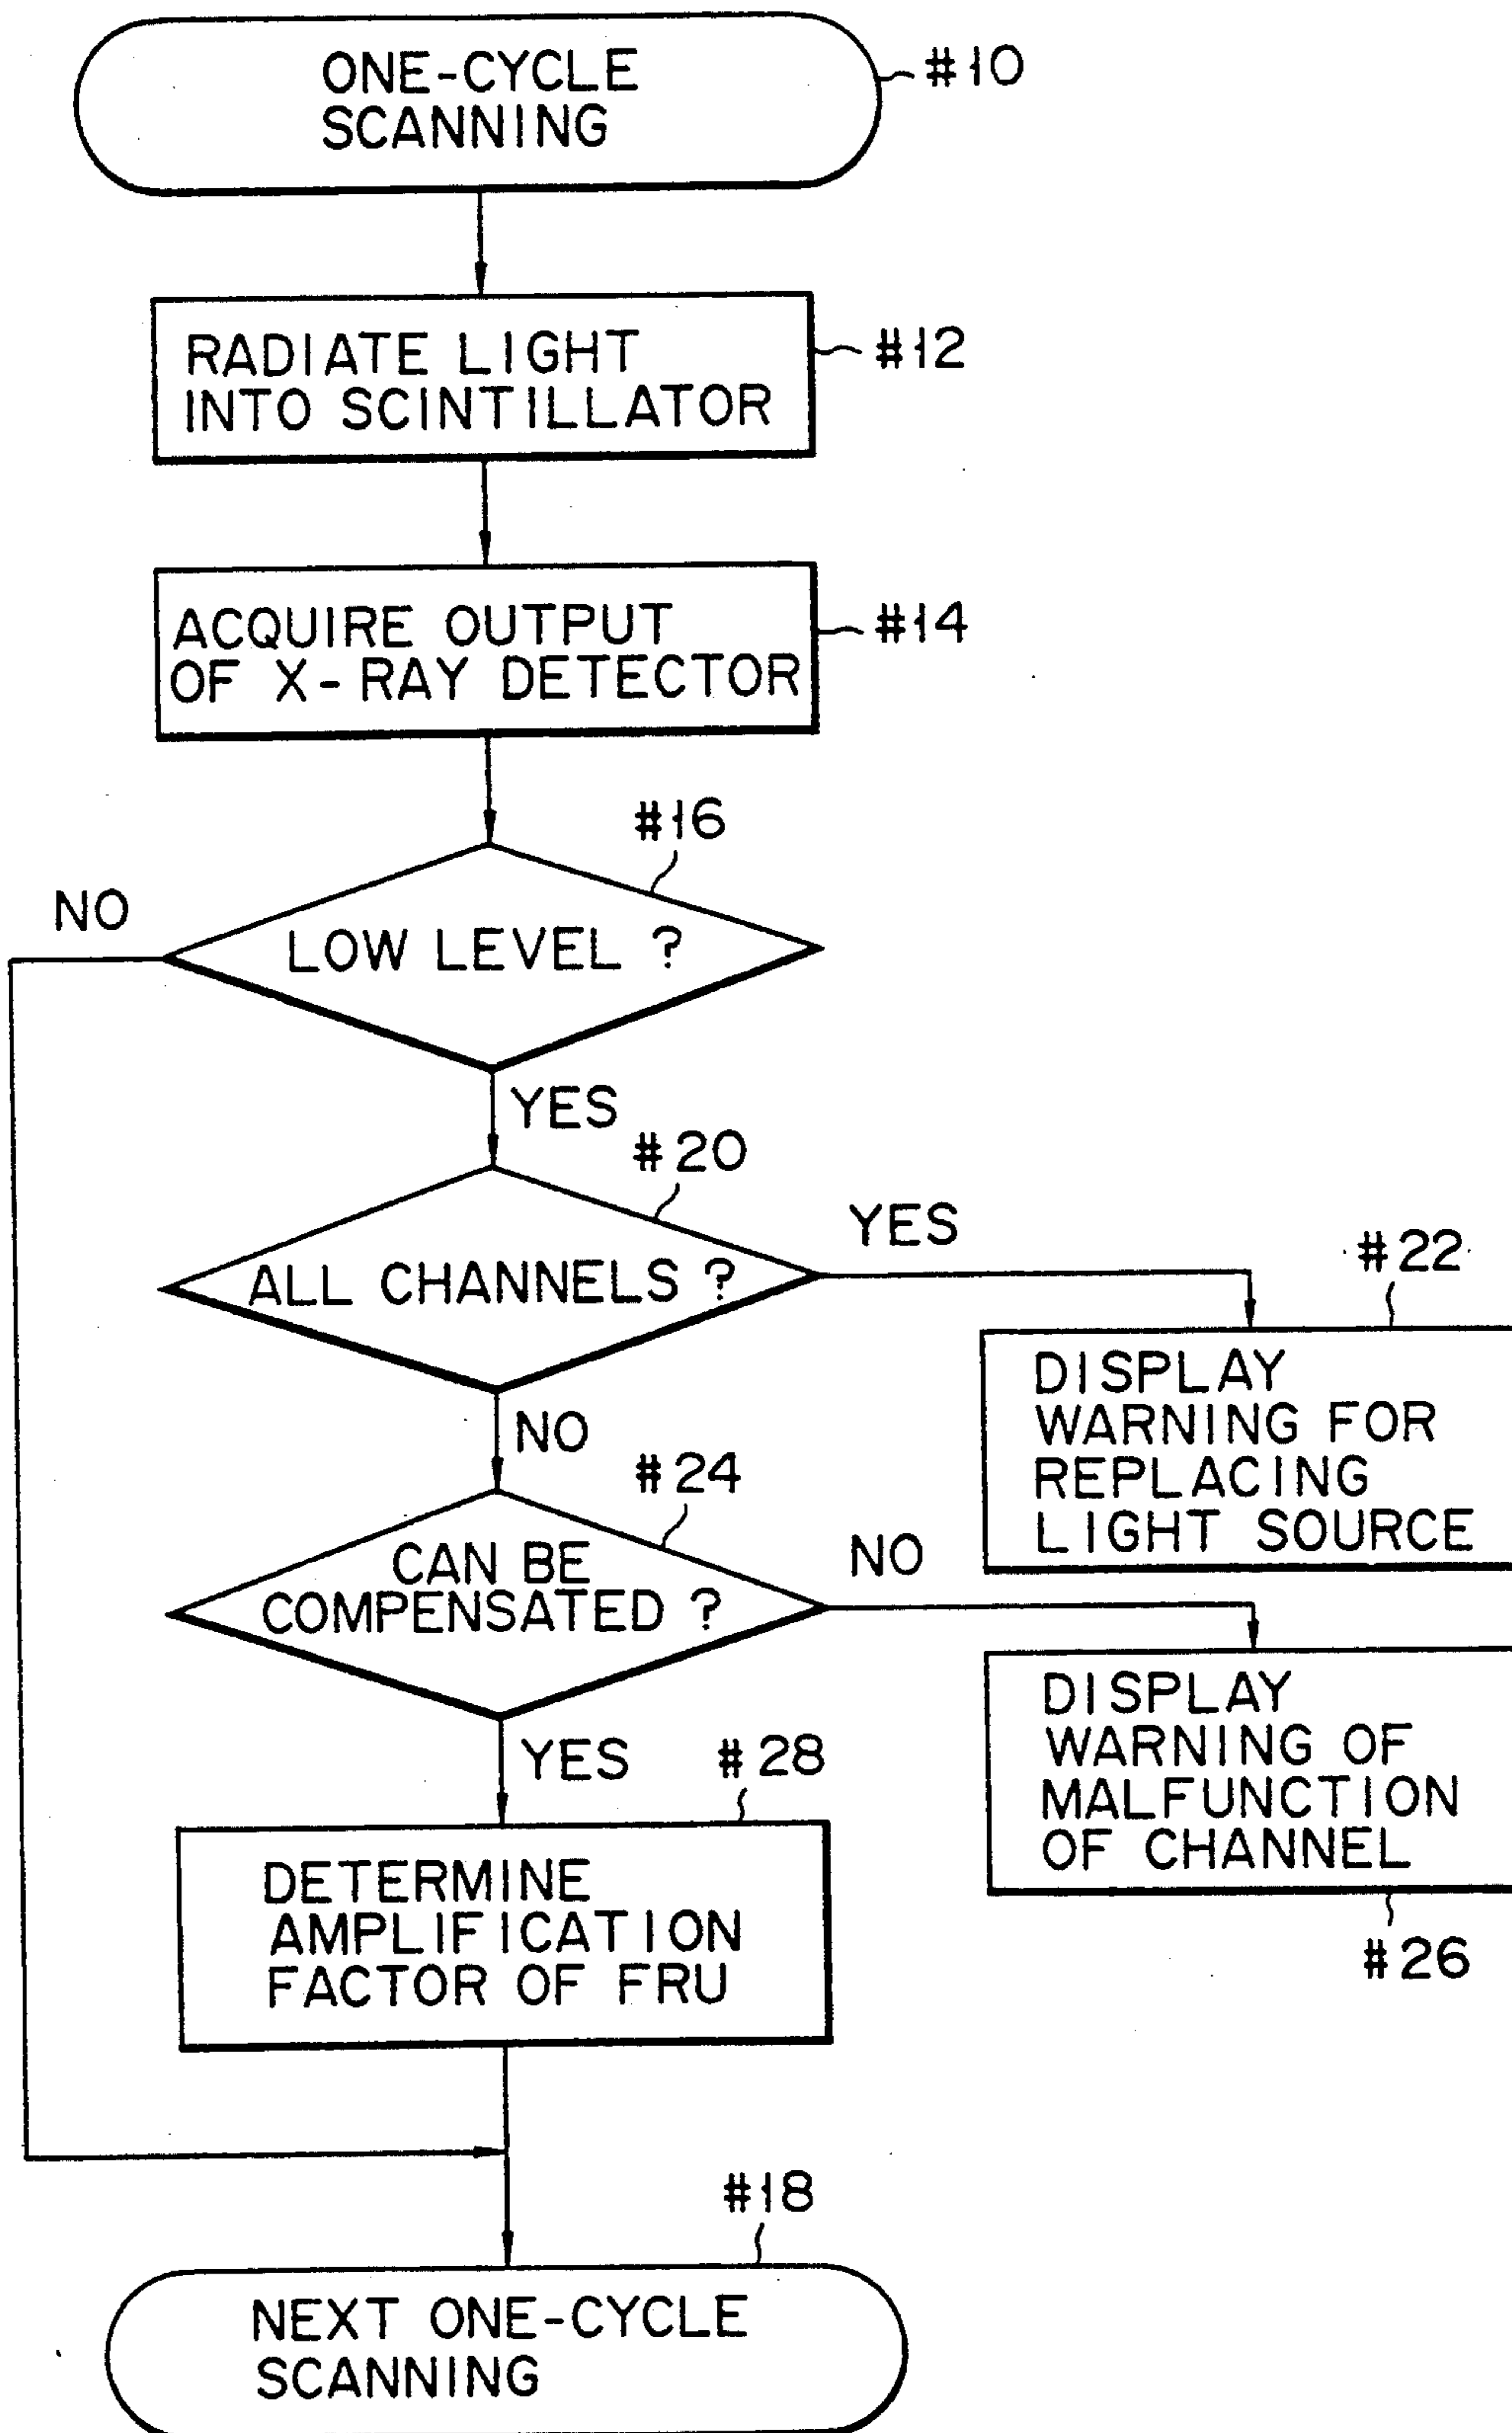 ONE-CYCLE
SCANNING
#10
RADIATE LIGHT
INTO SCINTILLATOR
#12
ACQUIRE OUTPUT
OF X-RAY DETECTOR
#14
#16
NO
LOW LEVEL ?
YES
#20
ALL CHANNELS ?
YES
#22
DISPLAY
WARNING FOR
REPLACING
LIGHT SOURCE
NO
#24
CAN BE
COMPENSATED ?
NO
DISPLAY
WARNING OF
MALFUNCTION
OF CHANNEL
#26
YES
#28
DETERMINE
AMPLIFICATION
FACTOR OF FRU
#18
NEXT ONE-CYCLE
SCANNING